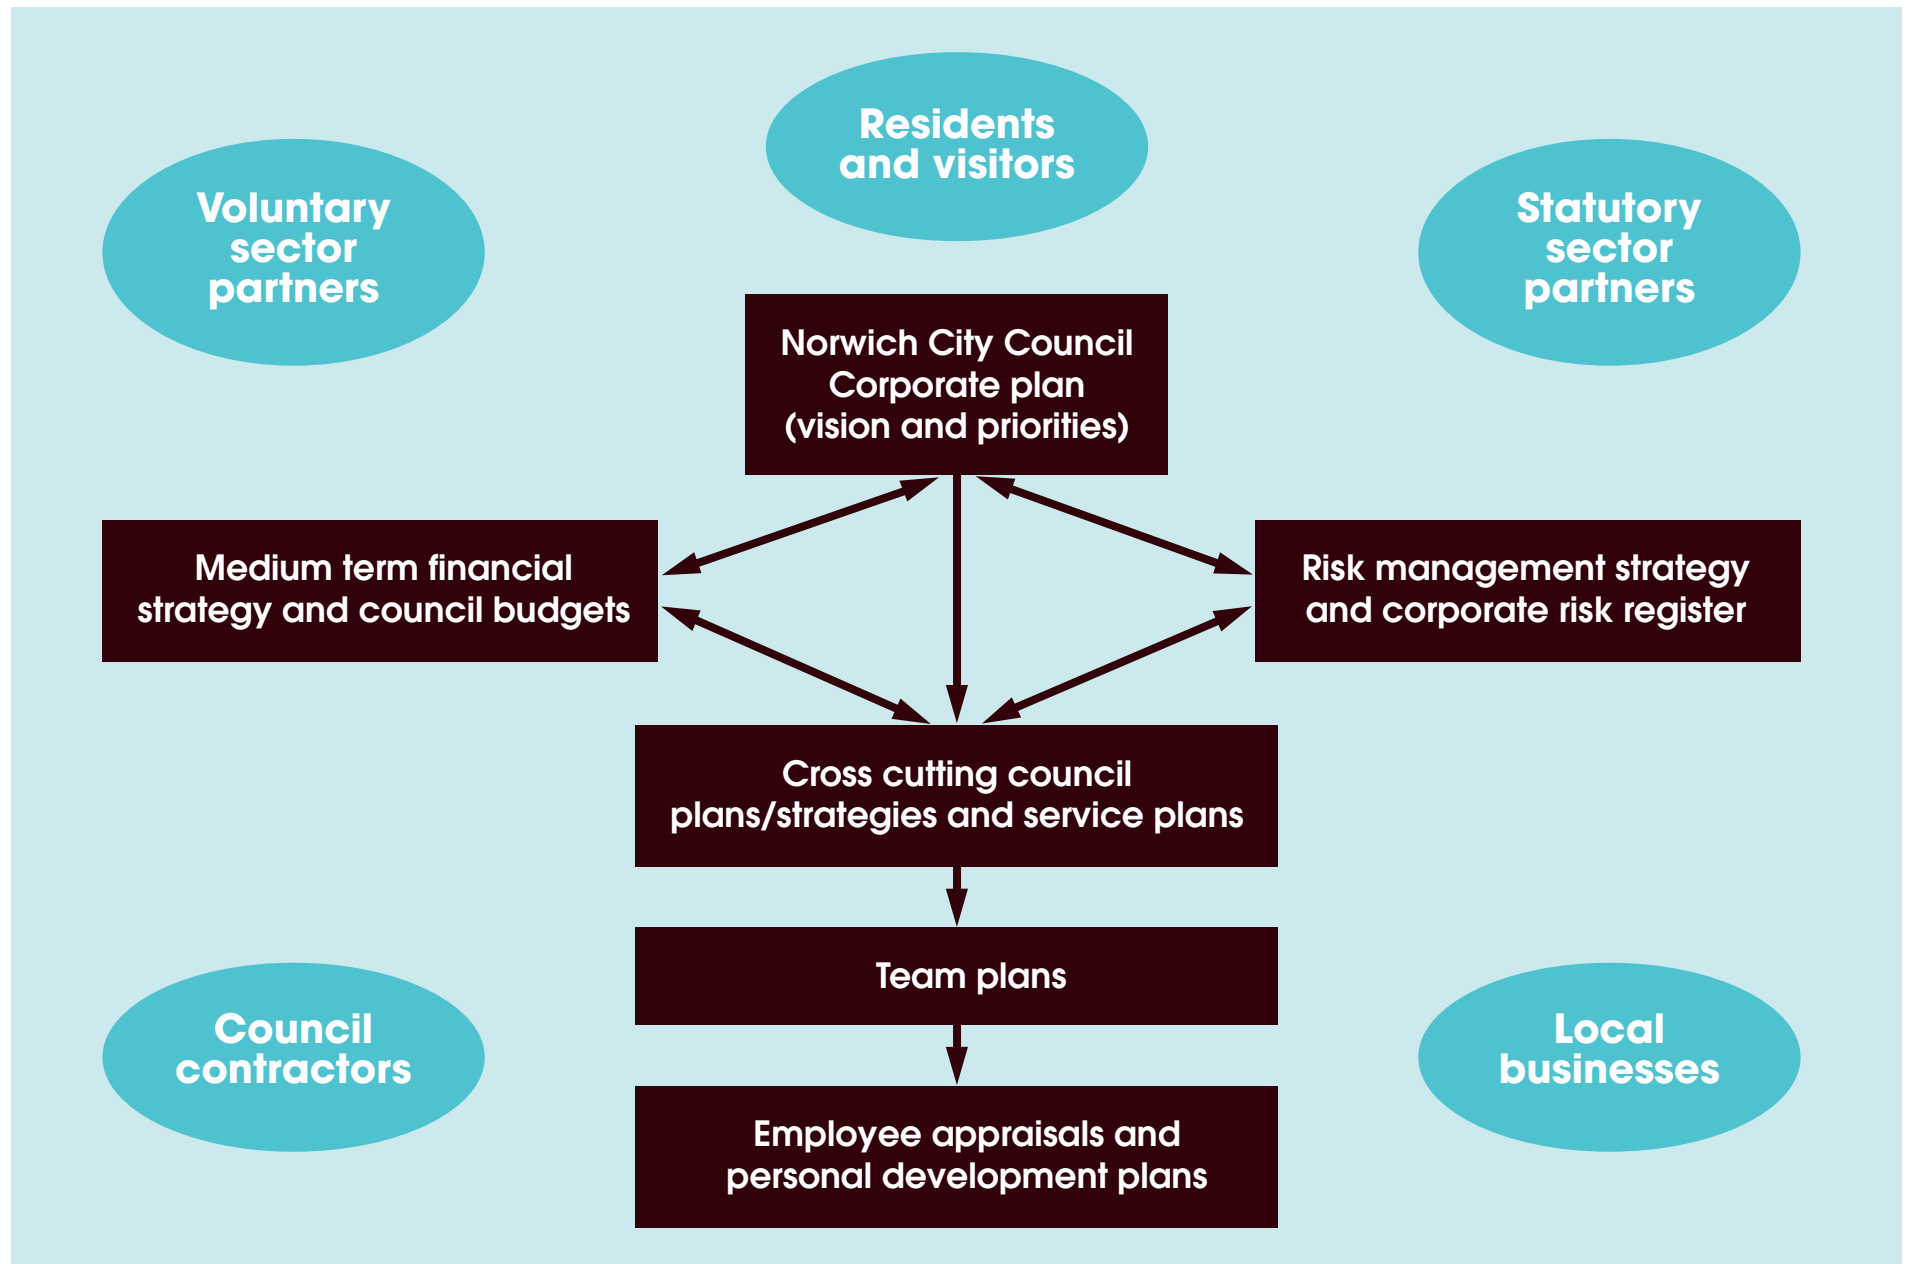 Residents
and visitors
Voluntary
sector
partners
Statutory
sector
partners
Norwich City Council
Corporate plan
(vision and priorities)
Medium term financial
strategy and council budgets
Risk management strategy
and corporate risk register
Cross cutting council
plans/strategies and service plans
Team plans
Council
contractors
Local
businesses
Employee appraisals and
personal development plans